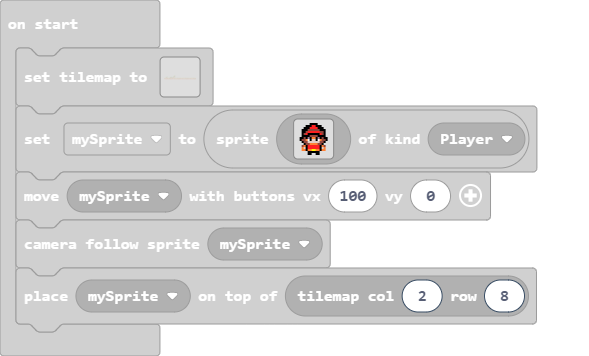 on start
set tilemap to
set mySprite to sprite of kind Player
move mySprite with buttons vx 100 vy 0
camera follow sprite mySprite
place mySprite on top of tilemap col 2 row 8